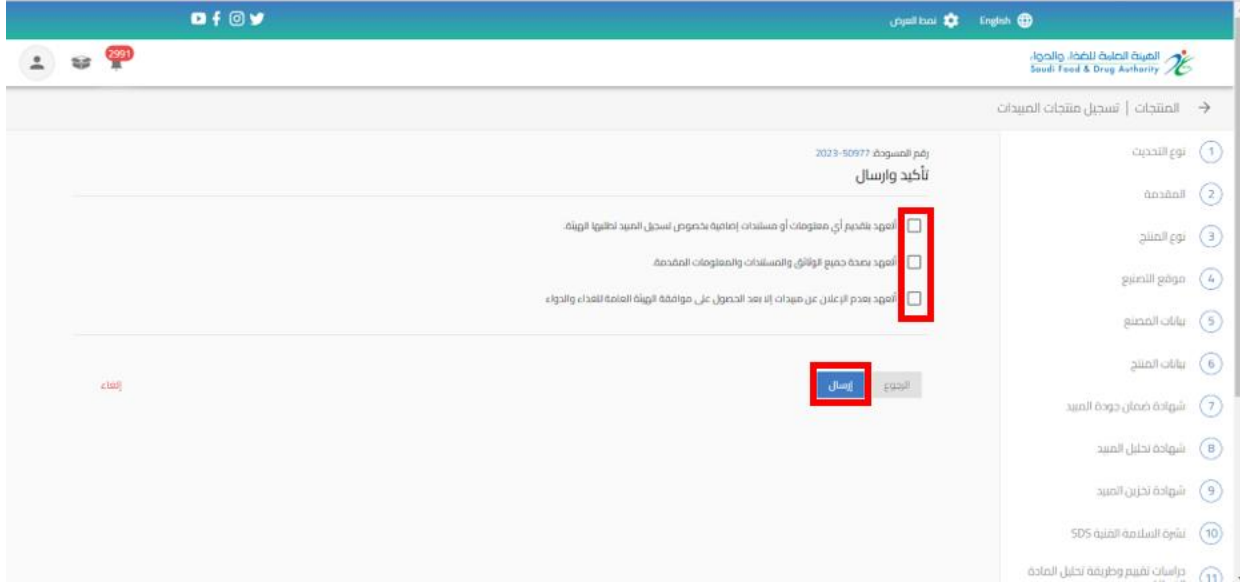 نمط العرض
English
2991
الهيئة العامة للغذاء والدواء
Saudi Food & Drug Authority
المنتجات | تسجيل منتجات المبيدات
نوع التحديث 1
المقدمة 2
نوع المنتج 3
موقع التصنيع 4
بيانات المصنع 5
بيانات المنتج 6
شهادة ضمان جودة المبيد 7
شهادة تحليل المبيد 8
شهادة تخزين المبيد 9
نشرة السلامة الفنية SDS 10
دراسات تقييم وطريقة تحليل المادة 11
رقم المسودة: 50977-2023
تأكيد وارسال
أتعهد بتقديم أي معلومات أو مستندات إضافية بخصوص تسجيل المبيد تطلبها الهيئة.
أتعهد بصحة جميع الوثائق والمستندات والمعلومات المقدمة.
أتعهد بعدم الإعلان عن مبيدات إلا بعد الحصول على موافقة الهيئة العامة للغذاء والدواء
الرجوع
إرسال
إلغاء